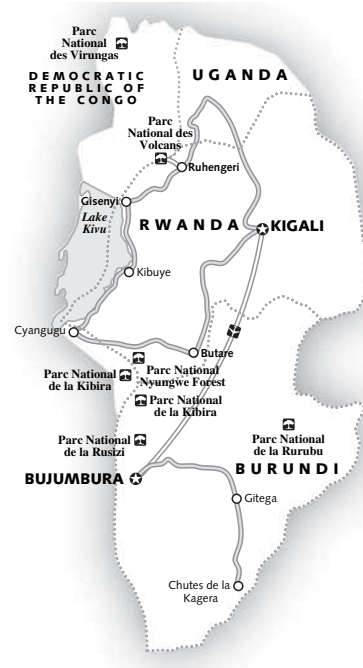 Parc
National
des Virungas
DEMOCRATIC
REPUBLIC OF
THE CONGO
UGANDA
Parc
National des
Volcans
Ruhengeri
Gisenyi
Lake
Kivu
RWANDA
KIGALI
Kibuye
Cyangugu
Butare
Parc National
Nyungwe Forest
Parc National
de la Kibira
Parc National
de la Kibira
Parc National
de la Rusizi
Parc National
de la Rurubu
BURUNDI
BUJUMBURA
Gitega
Chutes de la
Kagera